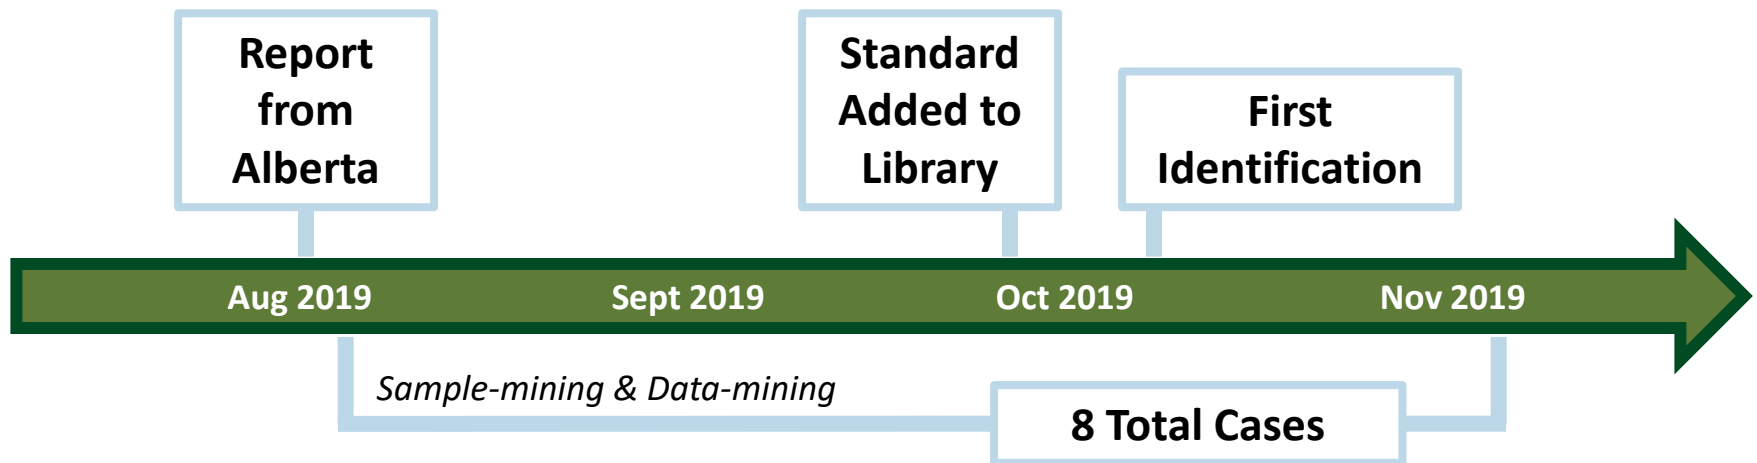 Report
from
Alberta
Standard
Added to
Library
First
Identification
Aug 2019
Sept 2019
Oct 2019
Nov 2019
Sample-mining & Data-mining
8 Total Cases